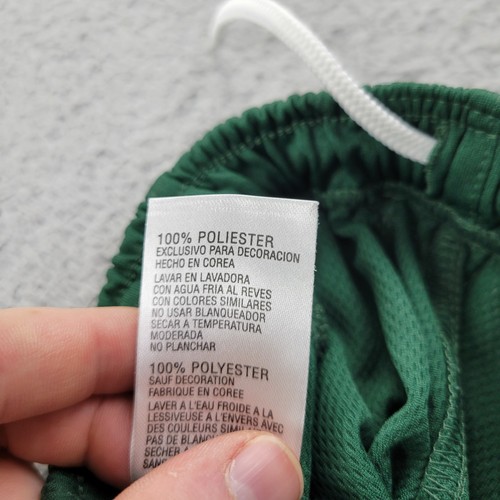 100% POLIESTER
EXCLUSIVO PARA DECORACION
HECHO EN COREA
LAVAR EN LAVADORA
CON AGUA FRIA AL REVES
CON COLORES SIMILARES
NO USAR BLANQUEADOR
SECAR A TEMPERATURA
MODERADA
NO PLANCHAR
100% POLYESTER
SAUF DECORATION
FABRIQUE EN COREE
LAVER A L'EAU FROIDE A LA
LESSIVEUSE A L'ENVERS AVEC
DES COULEURS
PAS DE
SECHER
SANS